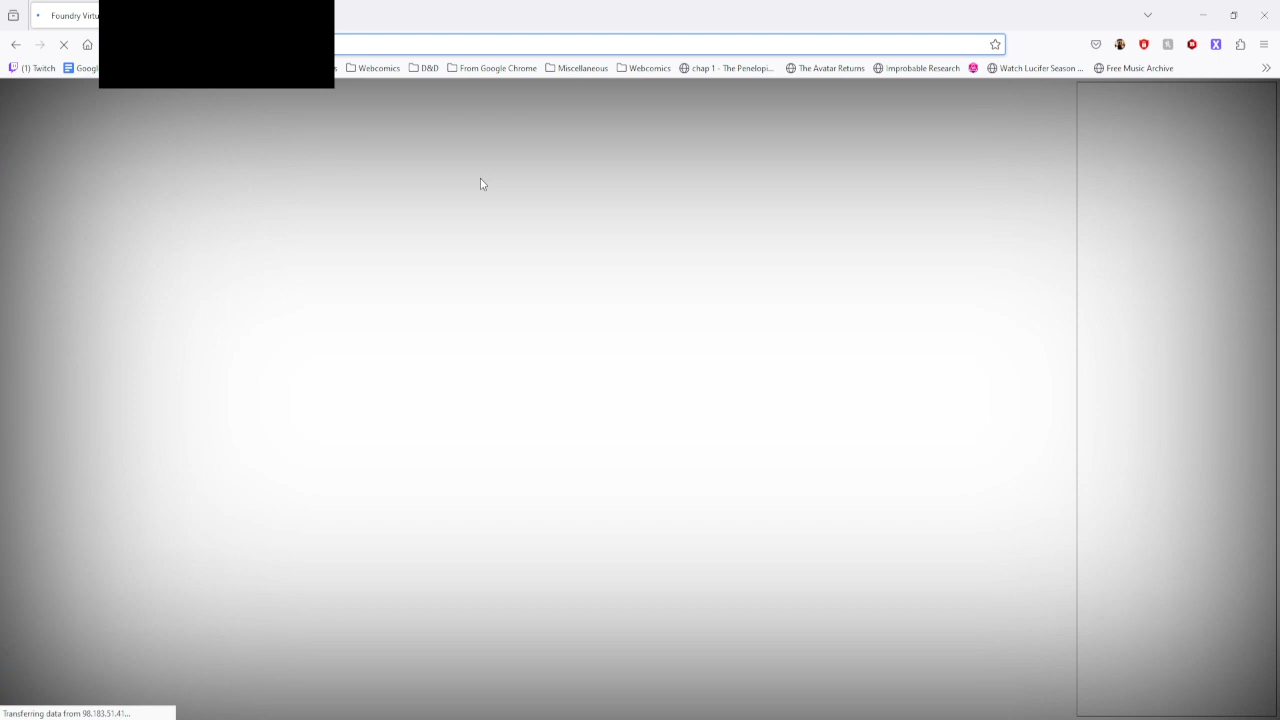 Foundry Virtu
(1) Twitch Googl Webcomics D&D From Google Chrome Miscellaneous Webcomics chap 1 - The Penelopi... The Avatar Returns Improbable Research Watch Lucifer Season ... Free Music Archive
Transferring data from 98.183.51.41...